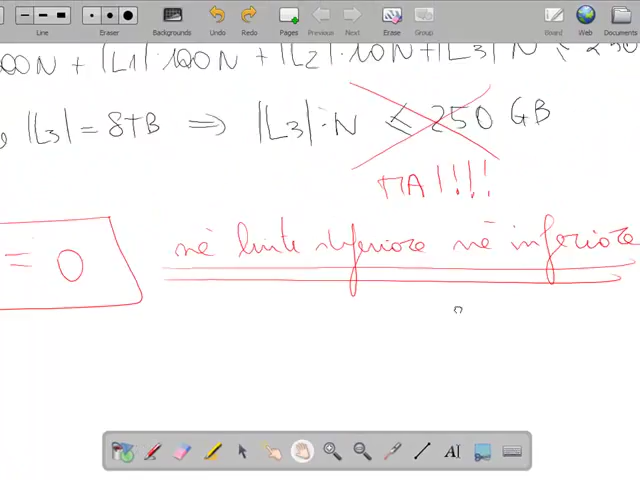 Line Eraser Backgrounds Undo Redo Pages Previous Next Erase Group Board Web Documents
00N + |L1|·100N + |L2|·10N + |L3| N ≤ 250
|L3| = 8TB ⇒ |L3|·N ≤ 250 GB
MA!!!!
= 0 né limite superiore né inferiore